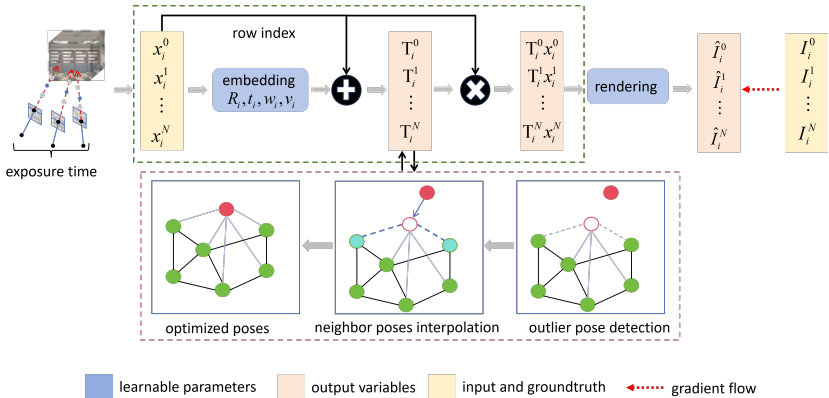 exposure time
row index
x_i^0
x_i^1
⋮
x_i^N
embedding
R_i, t_i, w_i, v_i
T_i^0
T_i^1
⋮
T_i^N
T_i^0 x_i^0
T_i^1 x_i^1
⋮
T_i^N x_i^N
rendering
Î_i^0
Î_i^1
⋮
Î_i^N
I_i^0
I_i^1
⋮
I_i^N
optimized poses
neighbor poses interpolation
outlier pose detection
learnable parameters
output variables
input and groundtruth
gradient flow